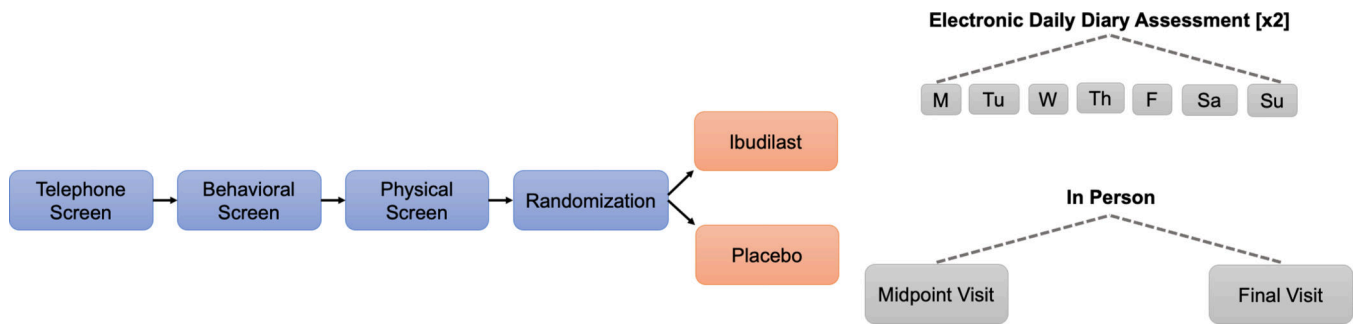 Telephone
Screen
Behavioral
Screen
Physical
Screen
Randomization
Ibudilast
Placebo
Electronic Daily Diary Assessment [x2]
M Tu W Th F Sa Su
In Person
Midpoint Visit
Final Visit